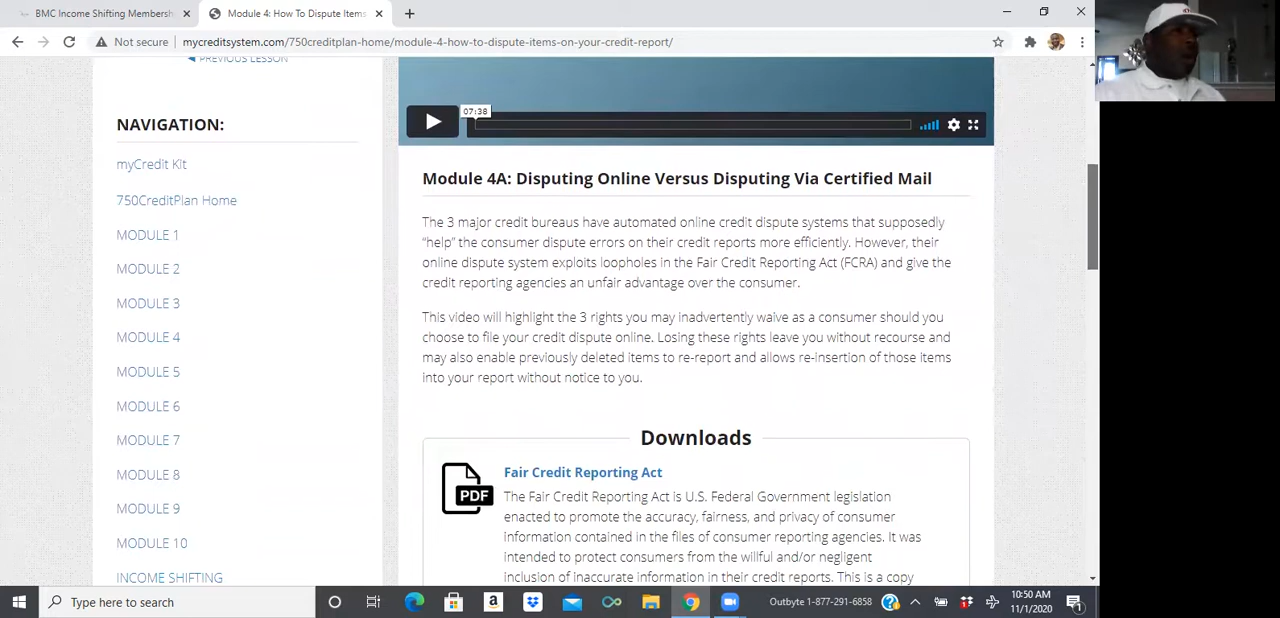 BMC Income Shifting Membersh
Module 4: How To Dispute Items
Not secure
mycreditsystem.com/750creditplan-home/module-4-how-to-dispute-items-on-your-credit-report/
PREVIOUS LESSON
NAVIGATION:
myCredit Kit
750CreditPlan Home
MODULE 1
MODULE 2
MODULE 3
MODULE 4
MODULE 5
MODULE 6
MODULE 7
MODULE 8
MODULE 9
MODULE 10
INCOME SHIFTING
07:38
Module 4A: Disputing Online Versus Disputing Via Certified Mail
The 3 major credit bureaus have automated online credit dispute systems that supposedly
“help” the consumer dispute errors on their credit reports more efficiently. However, their
online dispute system exploits loopholes in the Fair Credit Reporting Act (FCRA) and give the
credit reporting agencies an unfair advantage over the consumer.
This video will highlight the 3 rights you may inadvertently waive as a consumer should you
choose to file your credit dispute online. Losing these rights leave you without recourse and
may also enable previously deleted items to re-report and allows re-insertion of those items
into your report without notice to you.
Downloads
PDF
Fair Credit Reporting Act
The Fair Credit Reporting Act is U.S. Federal Government legislation
enacted to promote the accuracy, fairness, and privacy of consumer
information contained in the files of consumer reporting agencies. It was
intended to protect consumers from the willful and/or negligent
inclusion of inaccurate information in their credit reports. This is a copy
Type here to search
Outbyte 1-877-291-6858
10:50 AM
11/1/2020
1